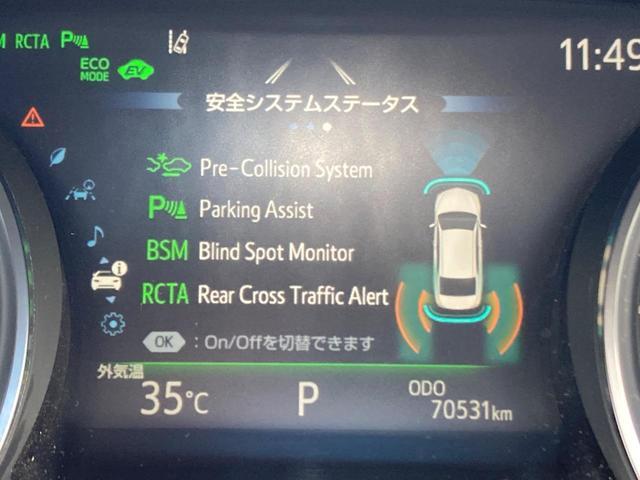 RCTA P
11:49
ECO
MODE EV
安全システムステータス
Pre-Collision System
P Parking Assist
BSM Blind Spot Monitor
RCTA Rear Cross Traffic Alert
OK :On/Offを切替できます
外気温
35℃ P ODO
70531km